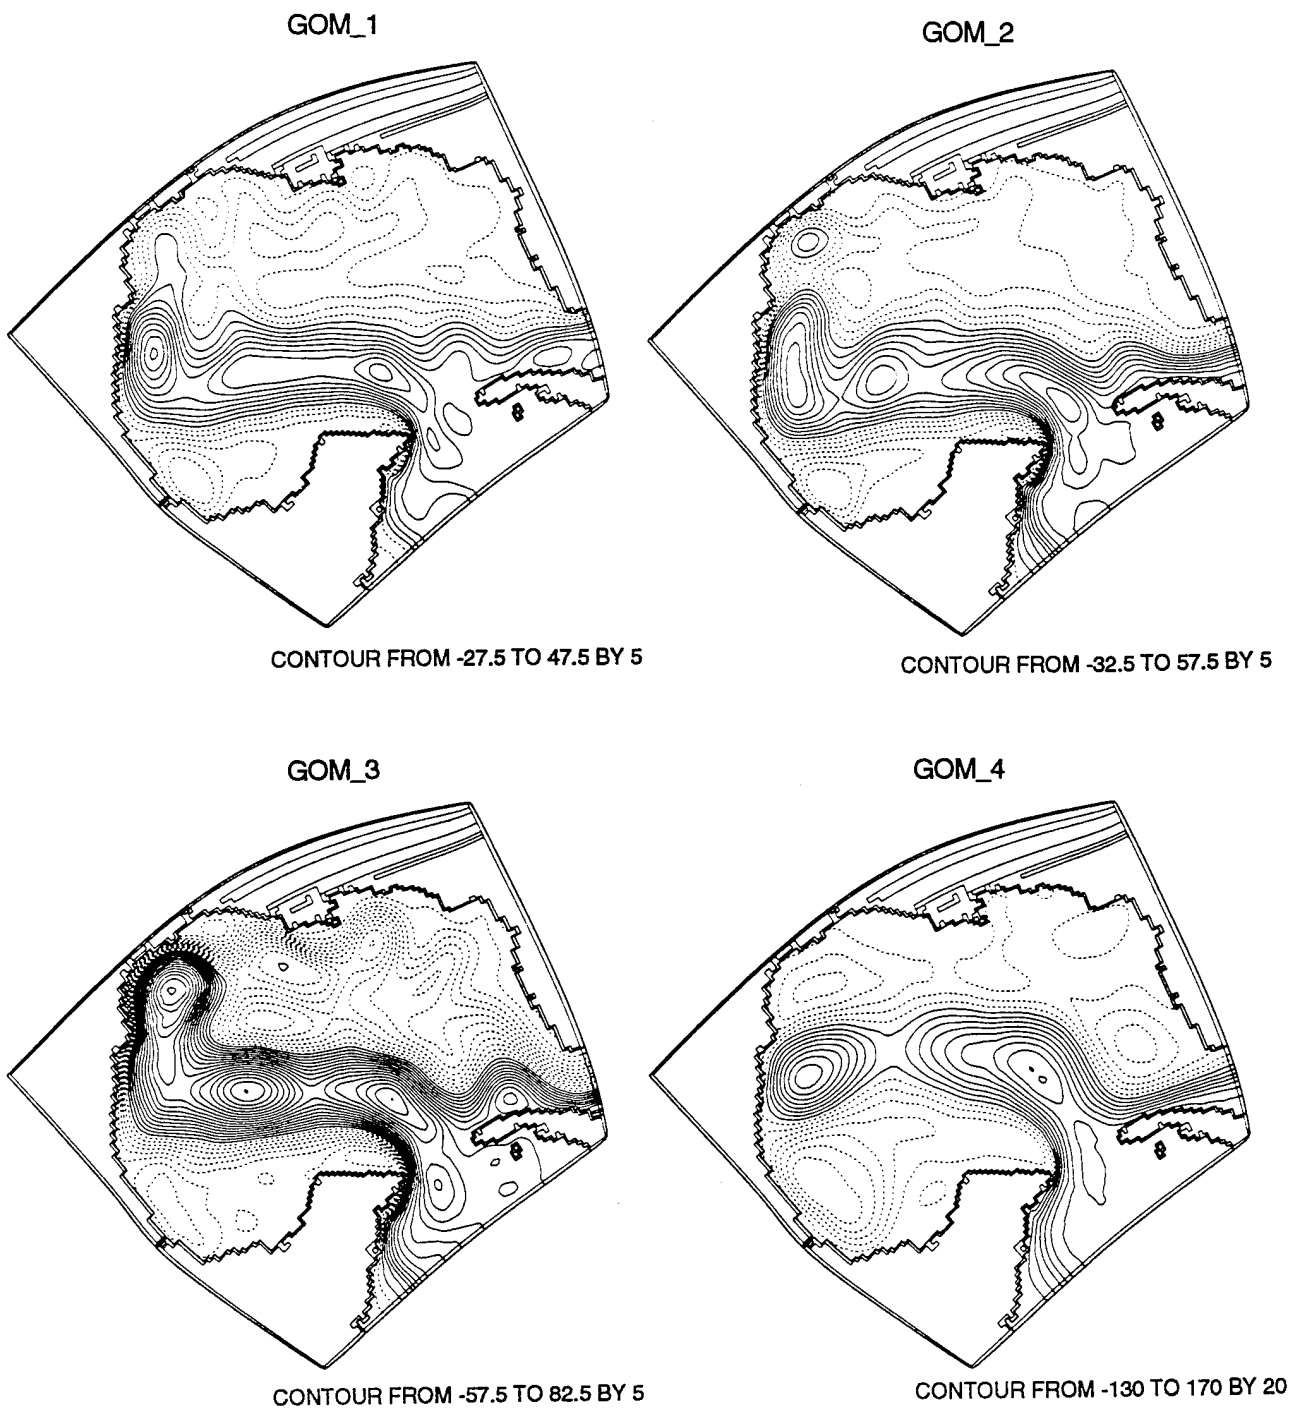 GOM_1
GOM_2
CONTOUR FROM -27.5 TO 47.5 BY 5
CONTOUR FROM -32.5 TO 57.5 BY 5
GOM_3
GOM_4
CONTOUR FROM -57.5 TO 82.5 BY 5
CONTOUR FROM -130 TO 170 BY 20